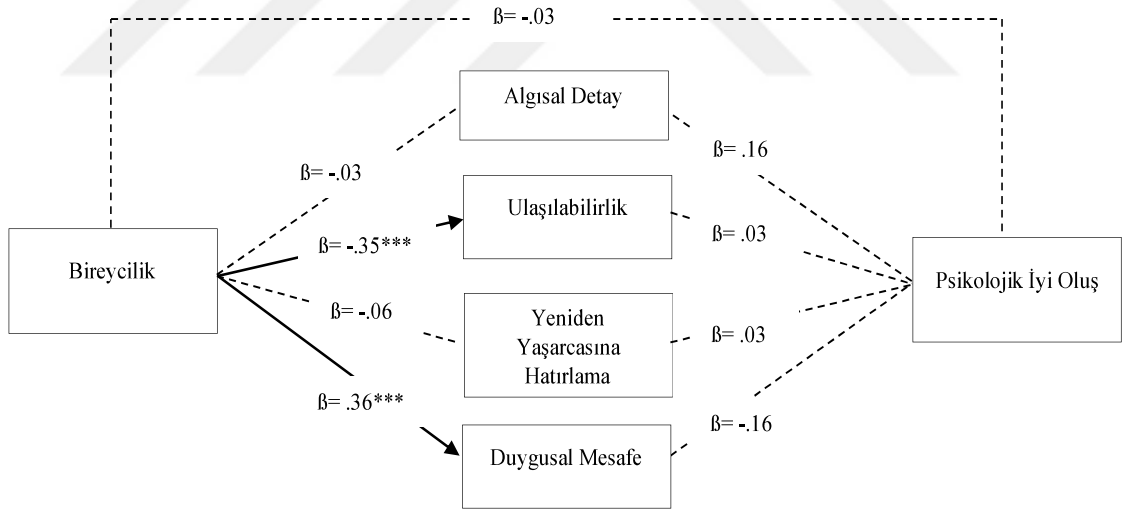 ß= -.03
Algısal Detay
ß= .16
ß= -.03
Ulaşılabilirlik
ß= -.35***
ß= .03
Bireycilik
Psikolojik İyi Oluş
ß= -.06
Yeniden
Yaşarcasına
Hatırlama
ß= .03
ß= .36***
ß= -.16
Duygusal Mesafe